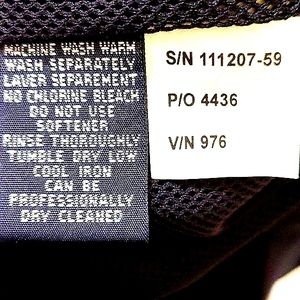 MACHINE WASH WARM
WASH SEPARATELY
LAVER SEPAREMENT
NO CHLORINE BLEACH
DO NOT USE
SOFTENER
RINSE THOROUGHLY
TUMBLE DRY LOW
COOL IRON
CAN BE
PROFESSIONALLY
DRY CLEANED
S/N 111207-59
P/O 4436
V/N 976